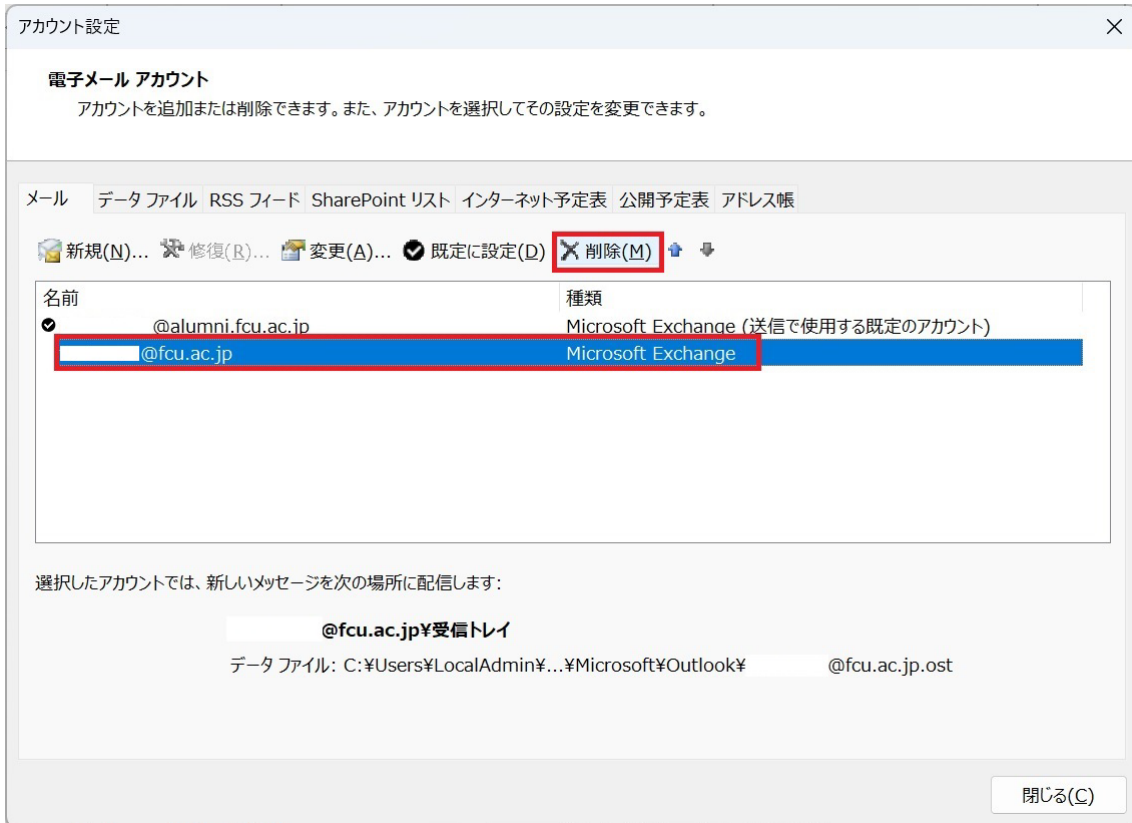 アカウント設定
電子メール アカウント
アカウントを追加または削除できます。また、アカウントを選択してその設定を変更できます。
メール データ ファイル RSS フィード SharePoint リスト インターネット予定表 公開予定表 アドレス帳
新規(N)... 修復(R)... 変更(A)... 既定に設定(D) 削除(M)
名前 種類
@alumni.fcu.ac.jp Microsoft Exchange (送信で使用する既定のアカウント)
@fcu.ac.jp Microsoft Exchange
選択したアカウントでは、新しいメッセージを次の場所に配信します:
@fcu.ac.jp¥受信トレイ
データ ファイル: C:¥Users¥LocalAdmin¥...¥Microsoft¥Outlook¥ @fcu.ac.jp.ost
閉じる(C)